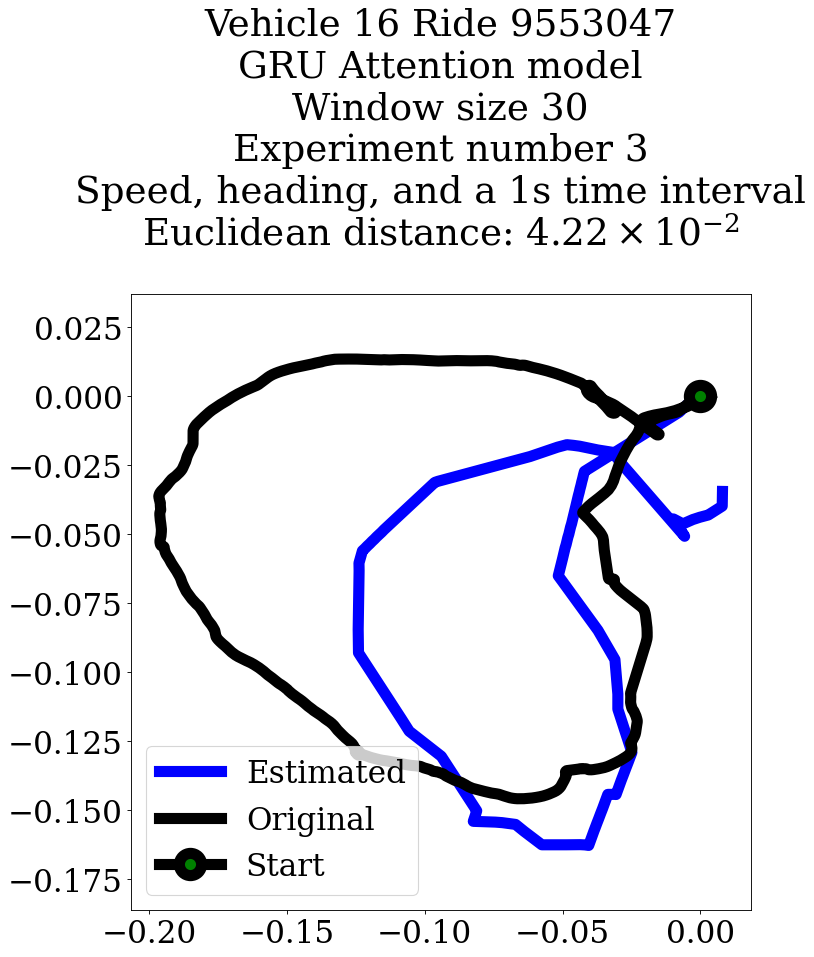 Vehicle 16 Ride 9553047
GRU Attention model
Window size 30
Experiment number 3
Speed, heading, and a 1s time interval
Euclidean distance: 4.22 × 10⁻²
0.025
0.000
−0.025
−0.050
−0.075
−0.100
−0.125
−0.150
−0.175
Estimated
Original
Start
−0.20 −0.15 −0.10 −0.05 0.00